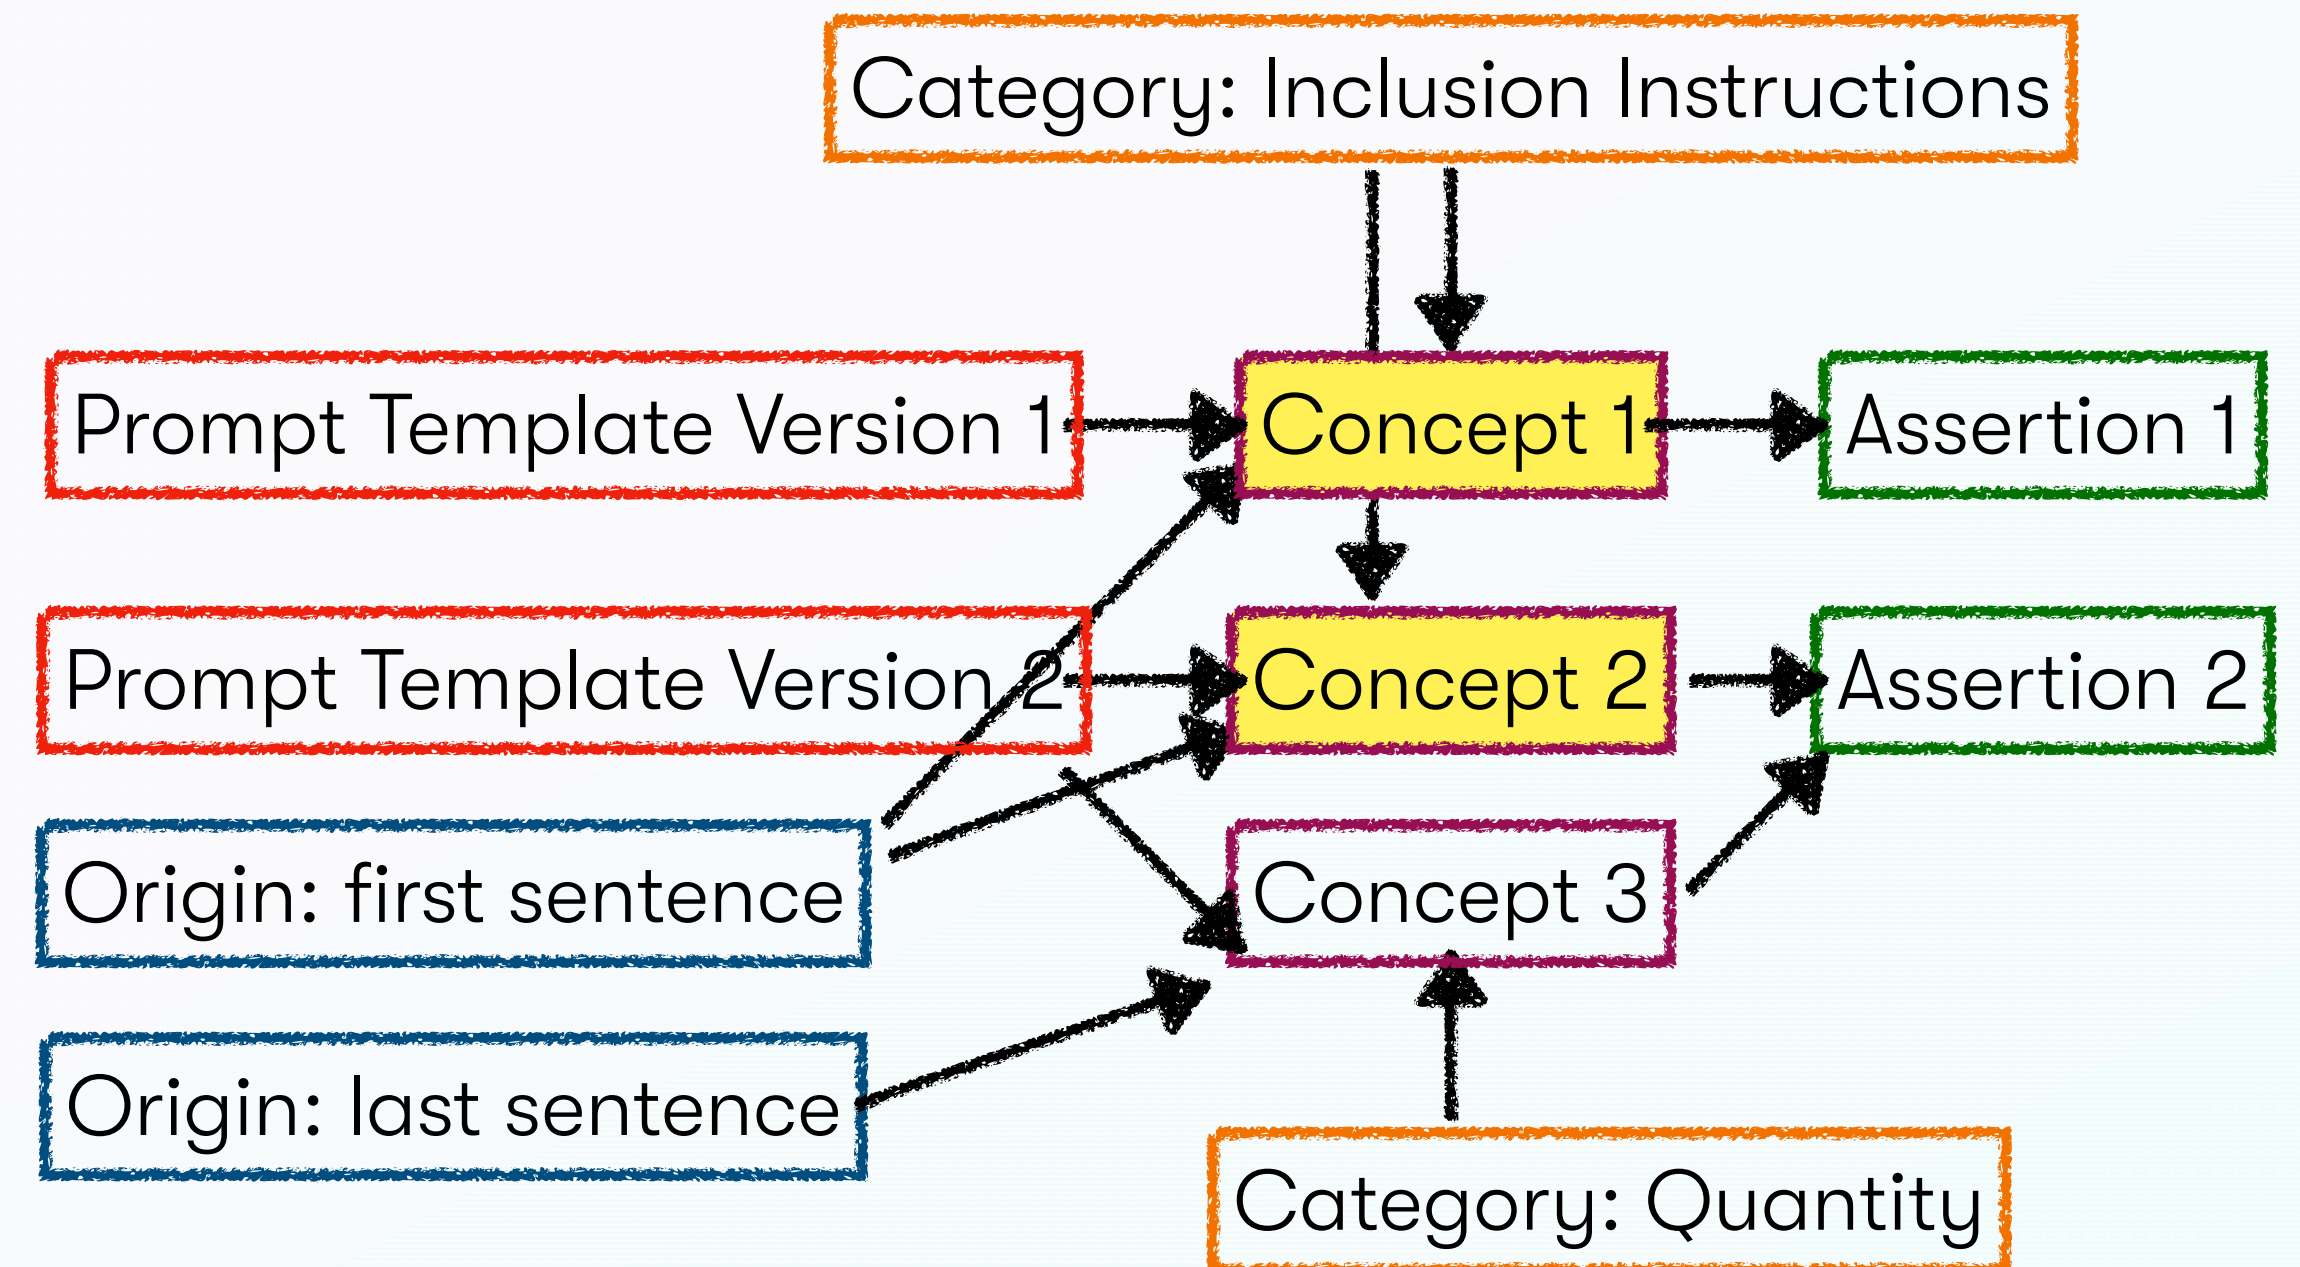 Category: Inclusion Instructions
Prompt Template Version 1
Concept 1
Assertion 1
Prompt Template Version 2
Concept 2
Assertion 2
Origin: first sentence
Concept 3
Origin: last sentence
Category: Quantity